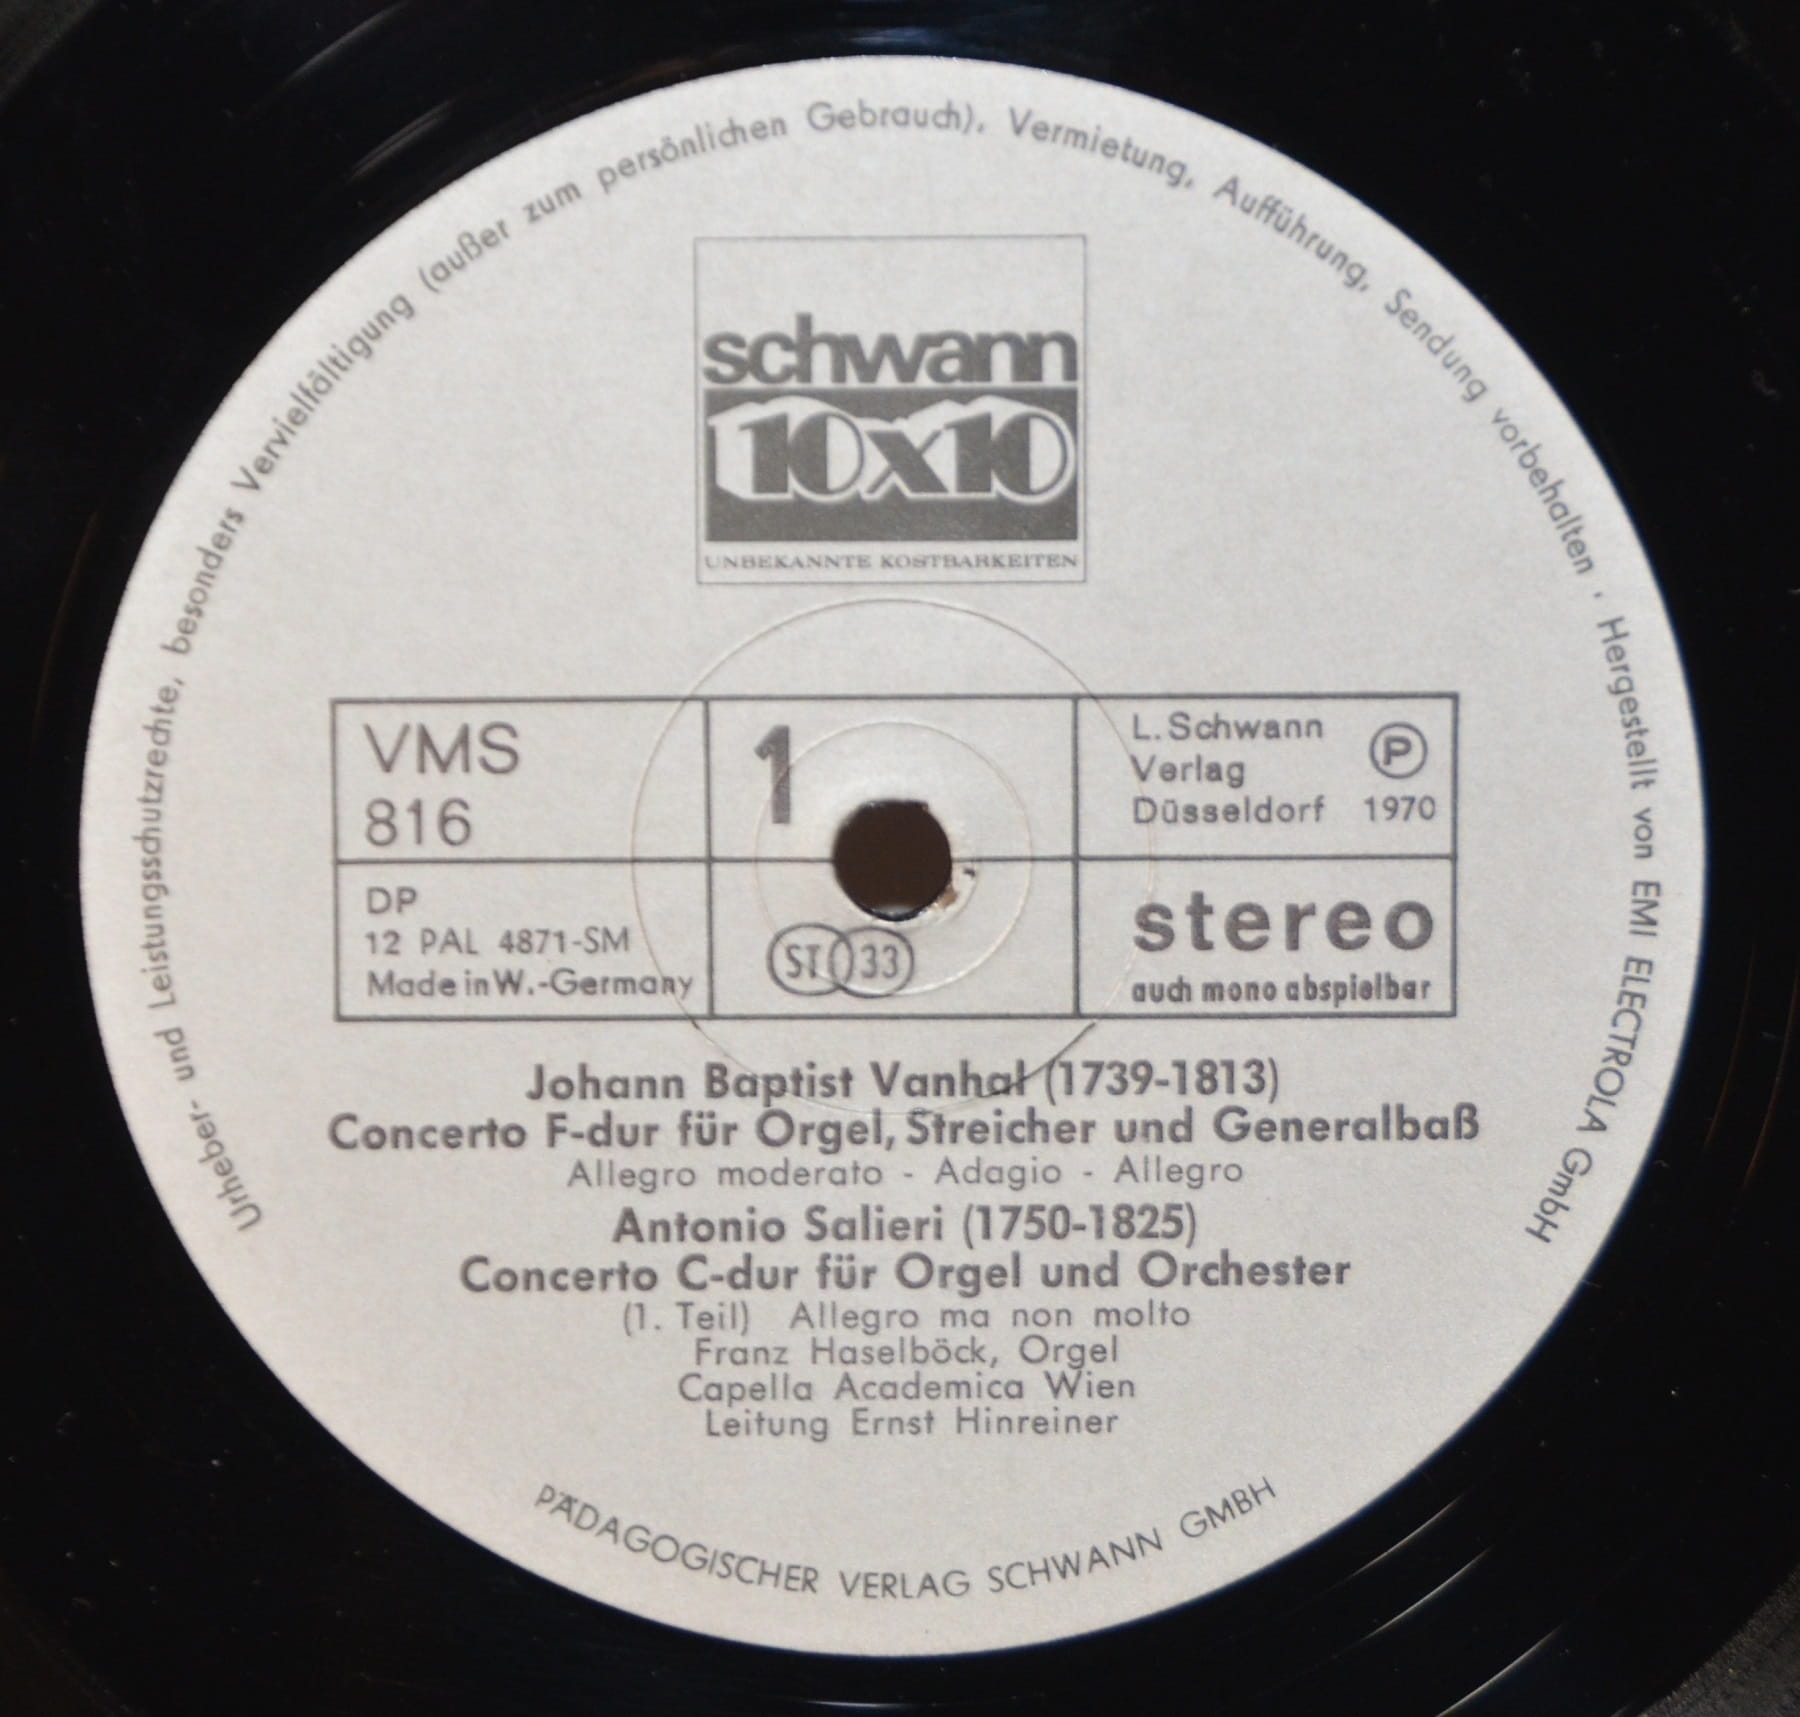 Urheber- und Leistungsschutzrechte, besonders Vervielfältigung (außer zum persönlichen Gebrauch), Vermietung, Aufführung, Sendung vorbehalten · Hergestellt von EMI ELECTROLA GmbH
schwann
10x10
UNBEKANNTE KOSTBARKEITEN
VMS
816
1
L. Schwann
Verlag
Düsseldorf
℗
1970
DP
12 PAL 4871-SM
Made in W.-Germany
ST 33
stereo
auch mono abspielbar
Johann Baptist Vanhal (1739-1813)
Concerto F-dur für Orgel, Streicher und Generalbaß
Allegro moderato - Adagio - Allegro
Antonio Salieri (1750-1825)
Concerto C-dur für Orgel und Orchester
(1. Teil) Allegro ma non molto
Franz Haselböck, Orgel
Capella Academica Wien
Leitung Ernst Hinreiner
PÄDAGOGISCHER VERLAG SCHWANN GMBH